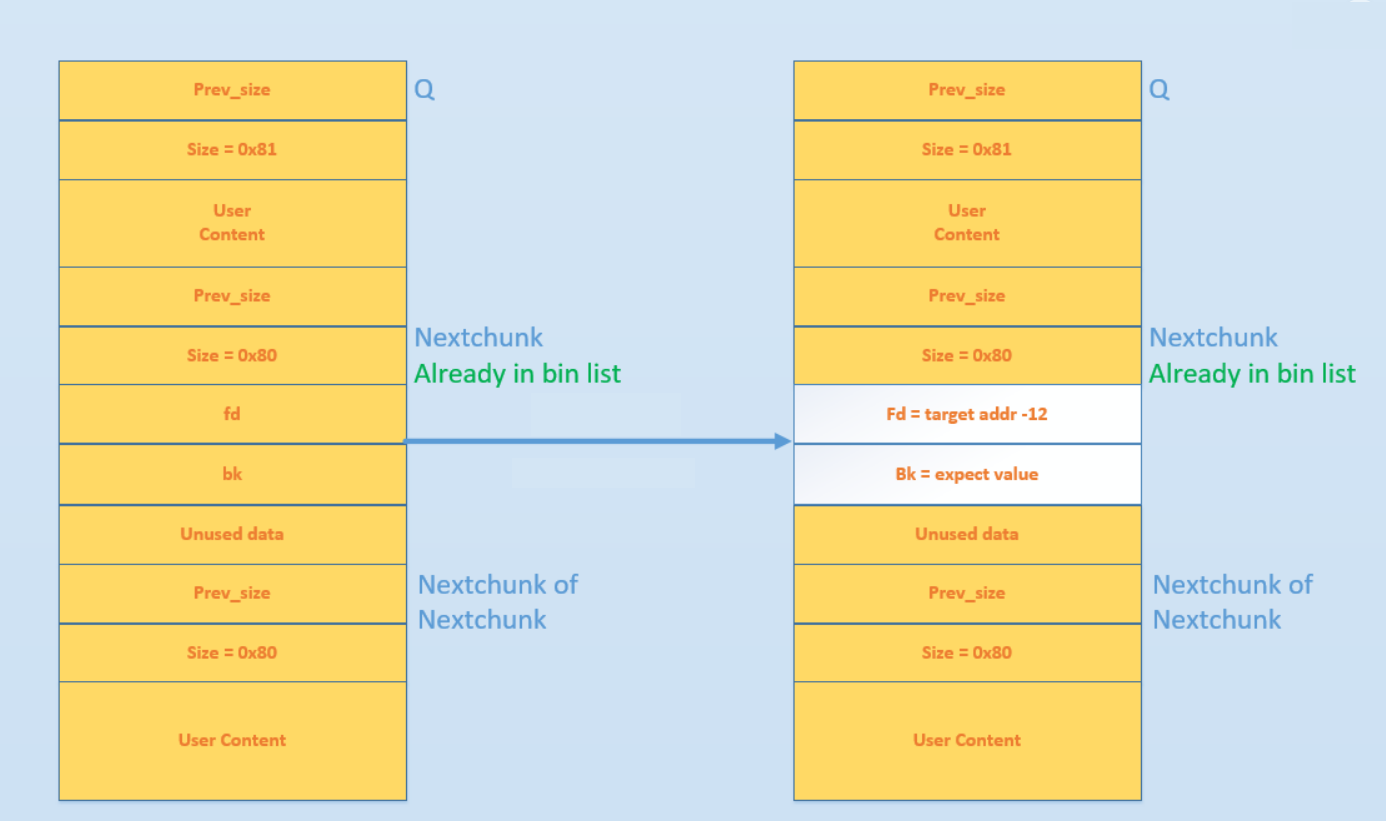 Prev_size
Q
Size = 0x81
User
Content
Prev_size
Nextchunk
Size = 0x80
Already in bin list
fd
bk
Unused data
Prev_size
Nextchunk of
Nextchunk
Size = 0x80
User Content
Prev_size
Q
Size = 0x81
User
Content
Prev_size
Nextchunk
Size = 0x80
Already in bin list
Fd = target addr -12
Bk = expect value
Unused data
Prev_size
Nextchunk of
Nextchunk
Size = 0x80
User Content